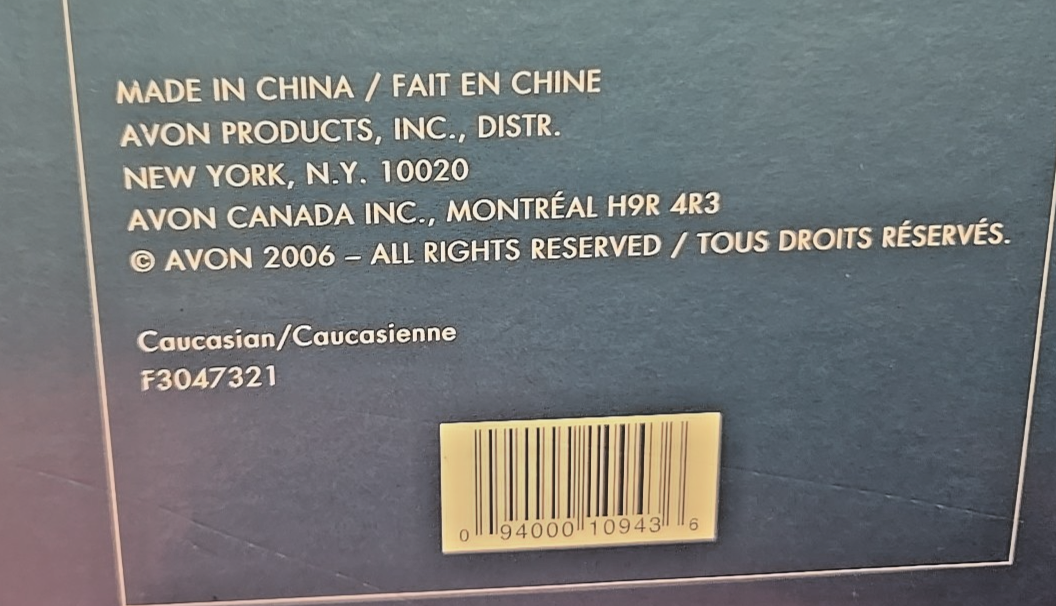 MADE IN CHINA / FAIT EN CHINE
AVON PRODUCTS, INC., DISTR.
NEW YORK, N.Y. 10020
AVON CANADA INC., MONTRÉAL H9R 4R3
© AVON 2006 – ALL RIGHTS RESERVED / TOUS DROITS RÉSERVÉS.
Caucasian/Caucasienne
F3047321
0 94000 10943 6